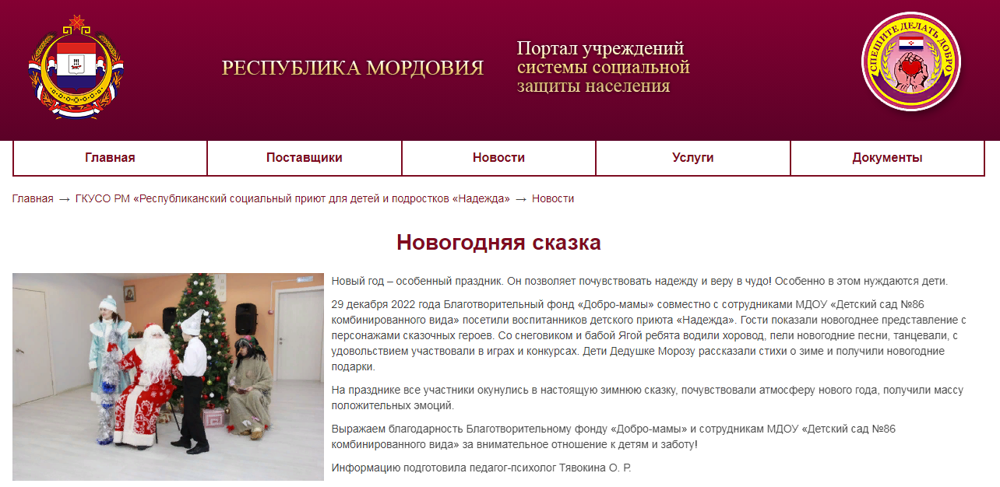 РЕСПУБЛИКА МОРДОВИЯ
Портал учреждений
системы социальной
защиты населения
СПЕШИТЕ ДЕЛАТЬ ДОБРО
Главная
Поставщики
Новости
Услуги
Документы
Главная → ГКУСО РМ «Республиканский социальный приют для детей и подростков «Надежда» → Новости
Новогодняя сказка
Новый год – особенный праздник. Он позволяет почувствовать надежду и веру в чудо! Особенно в этом нуждаются дети.
29 декабря 2022 года Благотворительный фонд «Добро-мамы» совместно с сотрудниками МДОУ «Детский сад №86
комбинированного вида» посетили воспитанников детского приюта «Надежда». Гости показали новогоднее представление с
персонажами сказочных героев. Со снеговиком и бабой Ягой ребята водили хоровод, пели новогодние песни, танцевали, с
удовольствием участвовали в играх и конкурсах. Дети Дедушке Морозу рассказали стихи о зиме и получили новогодние
подарки.
На празднике все участники окунулись в настоящую зимнюю сказку, почувствовали атмосферу нового года, получили массу
положительных эмоций.
Выражаем благодарность Благотворительному фонду «Добро-мамы» и сотрудникам МДОУ «Детский сад №86
комбинированного вида» за внимательное отношение к детям и заботу!
Информацию подготовила педагог-психолог Тявокина О. Р.